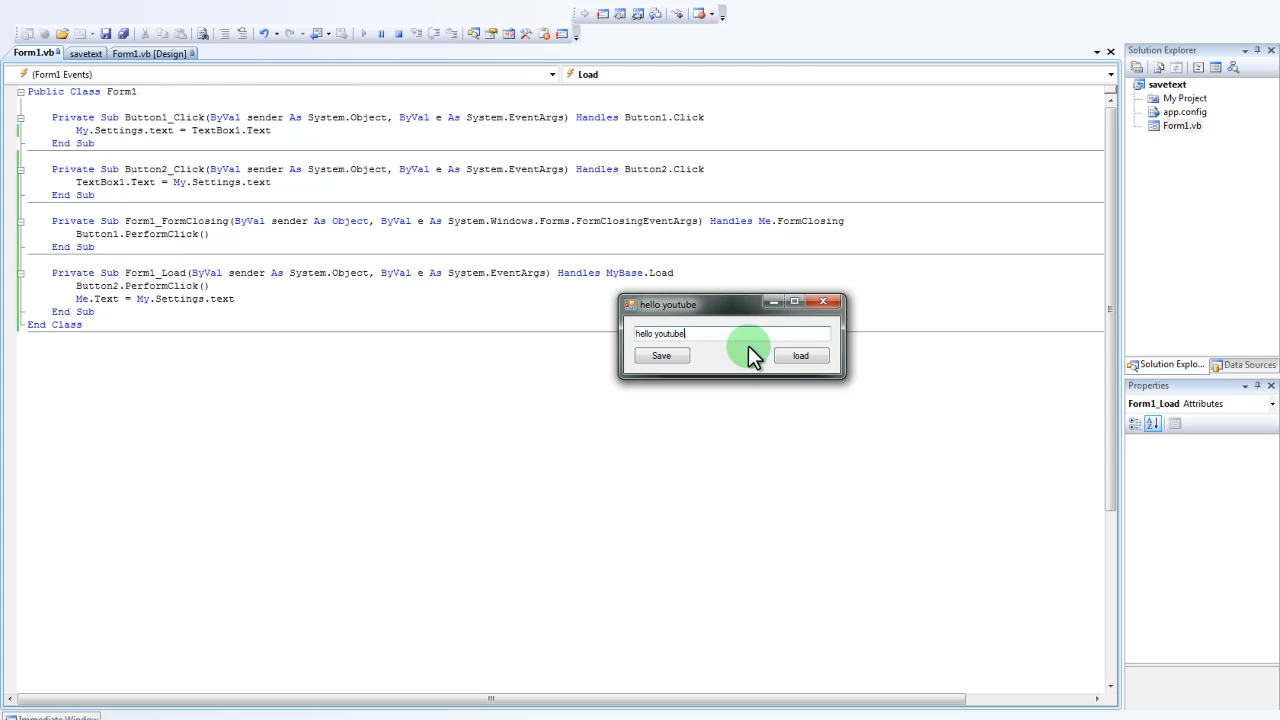 Form1.vb
savetext
Form1.vb [Design]
(Form1 Events)
Load
Public Class Form1
Private Sub Button1_Click(ByVal sender As System.Object, ByVal e As System.EventArgs) Handles Button1.Click
My.Settings.text = TextBox1.Text
End Sub
Private Sub Button2_Click(ByVal sender As System.Object, ByVal e As System.EventArgs) Handles Button2.Click
TextBox1.Text = My.Settings.text
End Sub
Private Sub Form1_FormClosing(ByVal sender As Object, ByVal e As System.Windows.Forms.FormClosingEventArgs) Handles Me.FormClosing
Button1.PerformClick()
End Sub
Private Sub Form1_Load(ByVal sender As System.Object, ByVal e As System.EventArgs) Handles MyBase.Load
Button2.PerformClick()
Me.Text = My.Settings.text
End Sub
End Class
hello youtube
hello youtube
Save
load
Solution Explorer
savetext
My Project
app.config
Form1.vb
Solution Explo...
Data Sources
Properties
Form1_Load Attributes
Immediate Window